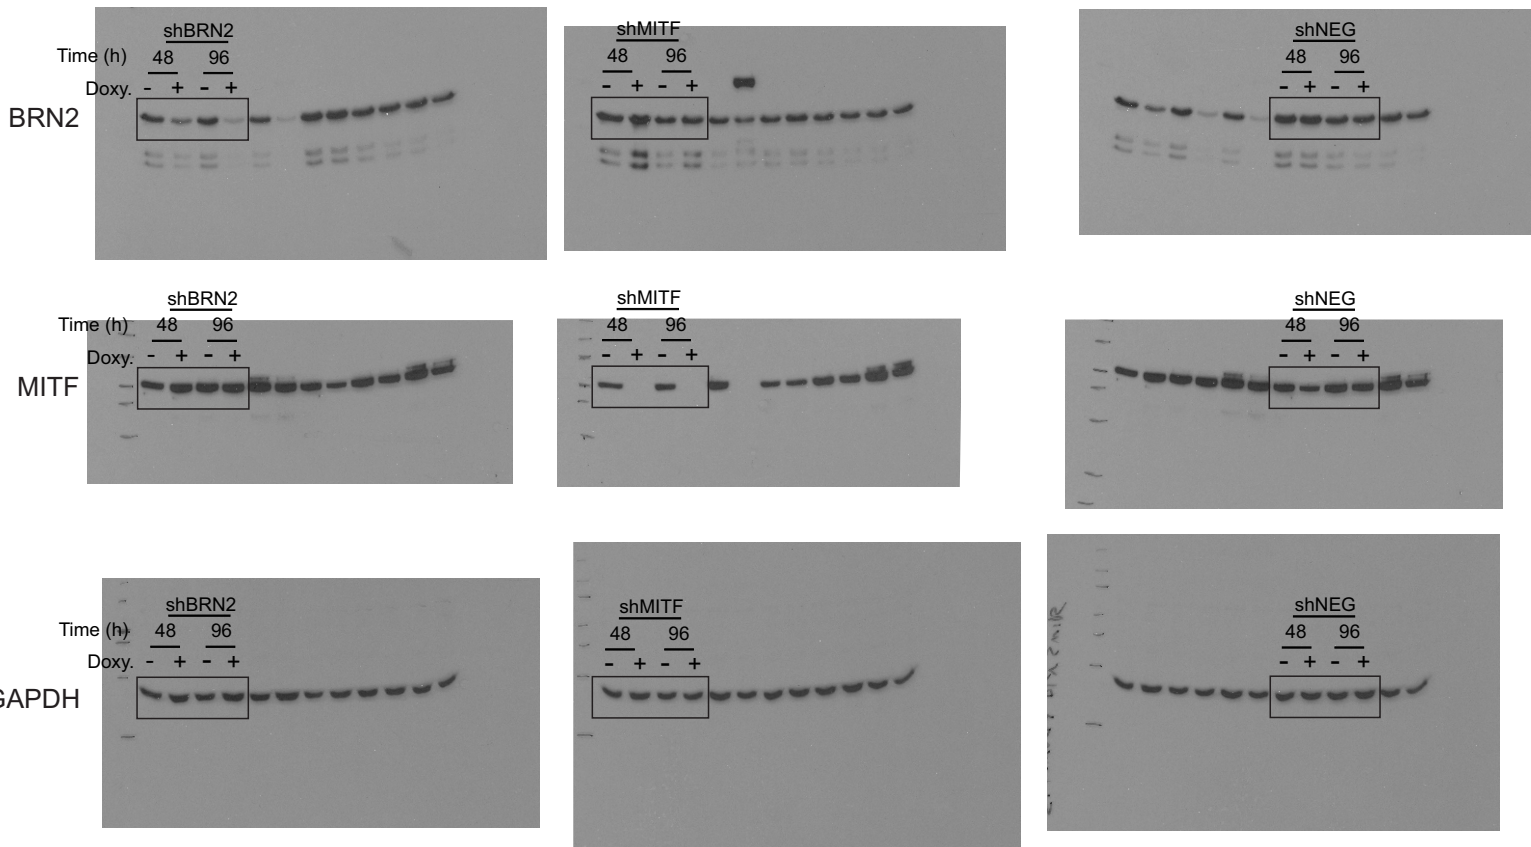 shBRN2
Time (h) 48 96
Doxy. - + - +
BRN2
shMITF
48 96
- + - +
shNEG
48 96
- + - +
shBRN2
Time (h) 48 96
Doxy. - + - +
MITF
shMITF
48 96
- + - +
shNEG
48 96
- + - +
shBRN2
Time (h) 48 96
Doxy. - + - +
GAPDH
shMITF
48 96
- + - +
shNEG
48 96
- + - +